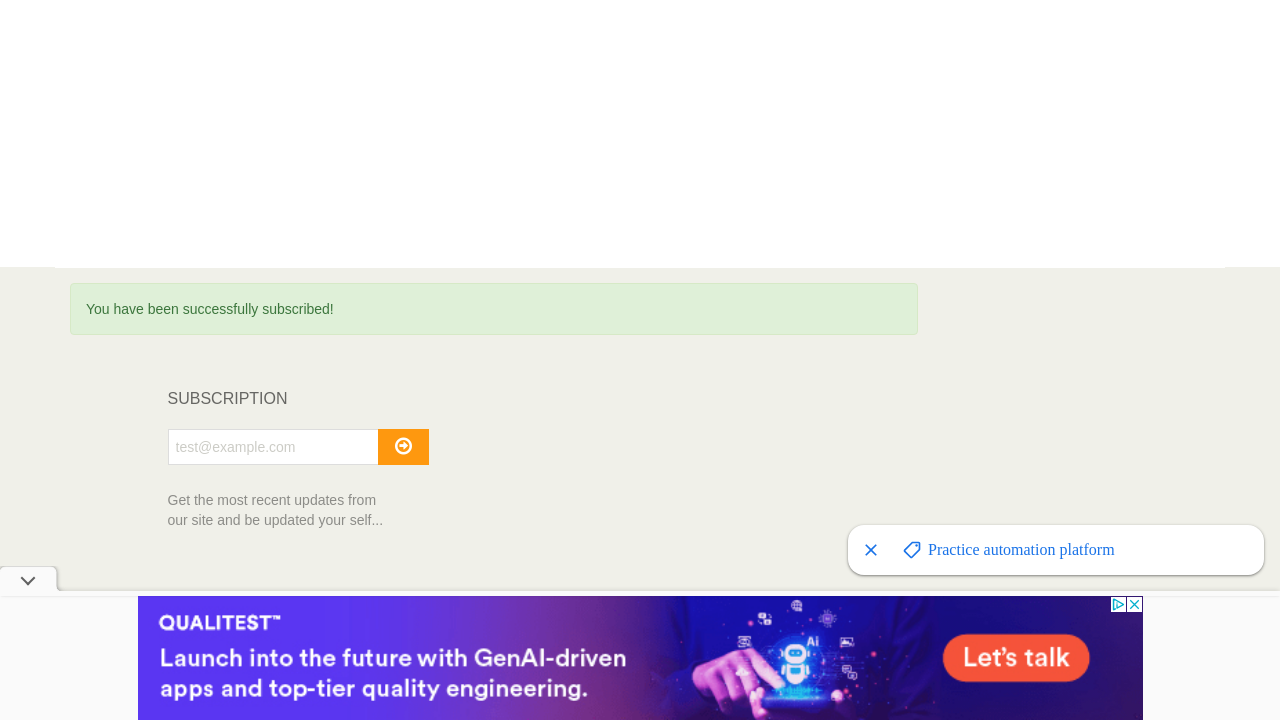 You have been successfully subscribed!
SUBSCRIPTION
test@example.com
Get the most recent updates from
our site and be updated your self...
Practice automation platform
QUALITEST™
Launch into the future with GenAI-driven
apps and top-tier quality engineering.
Ai
Let's talk